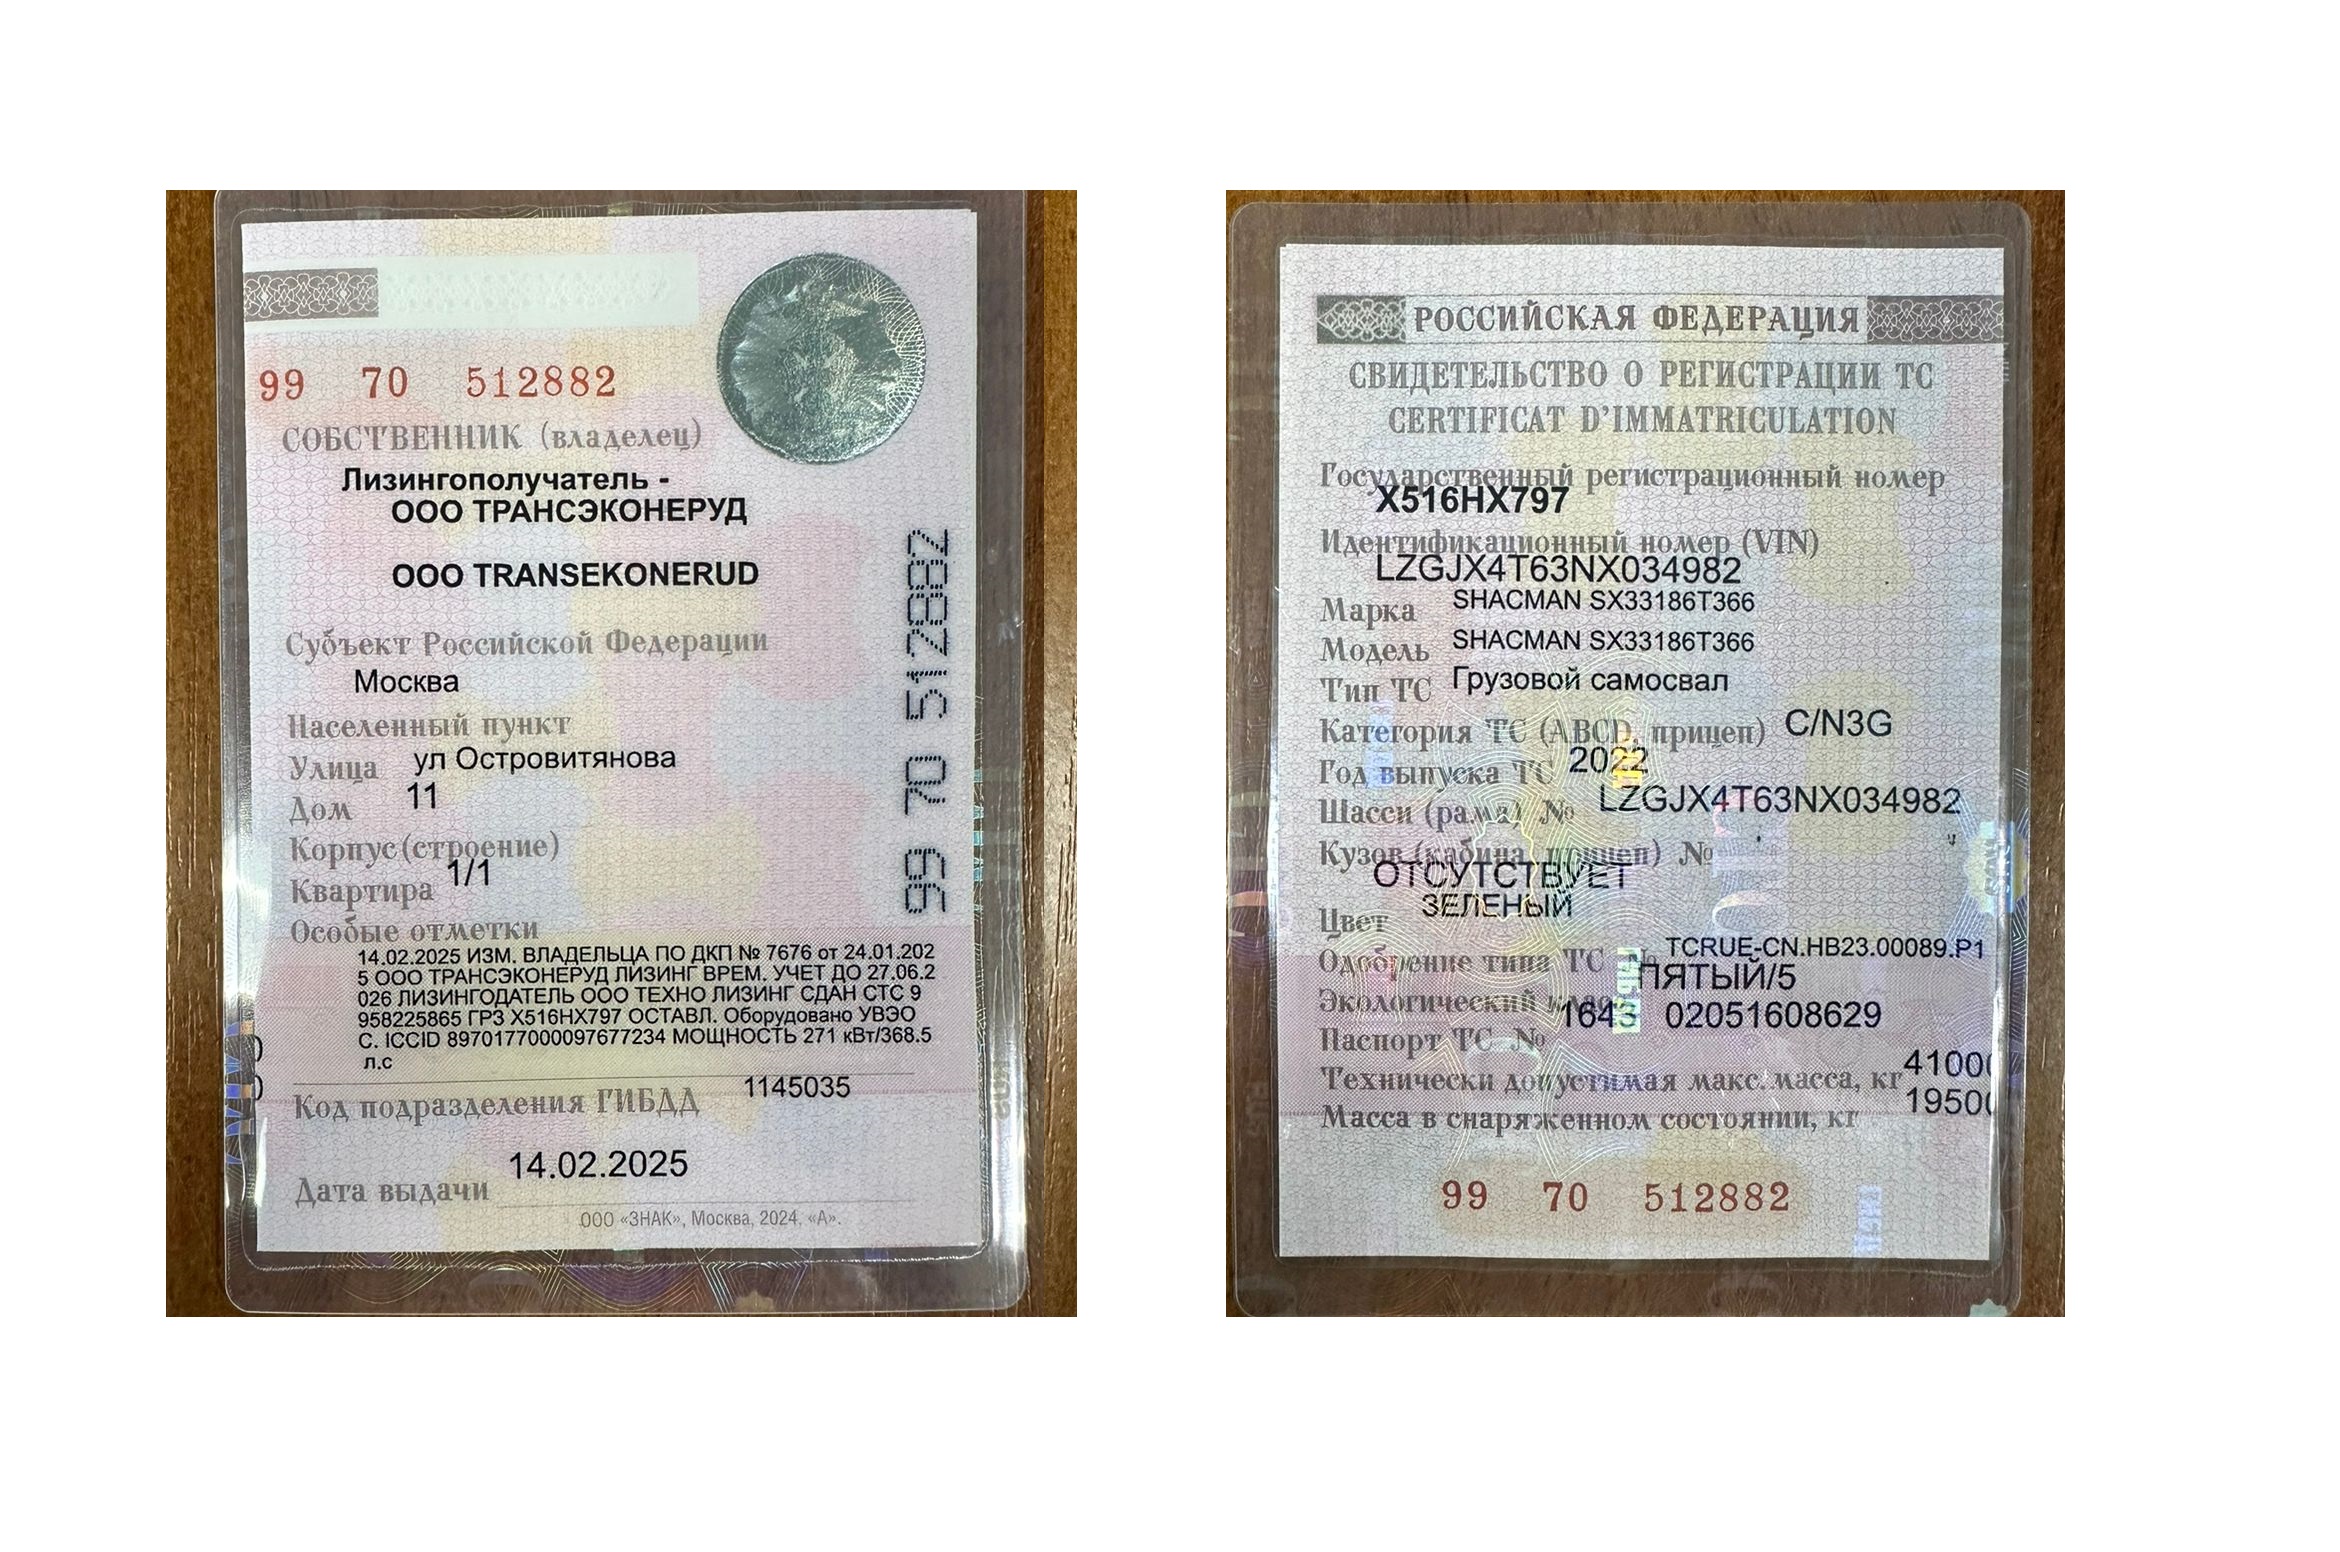 99 70 512882
СОБСТВЕННИК (владелец)
Лизингополучатель -
ООО ТРАНСЭКОНЕРУД
OOO TRANSEKONERUD
Субъект Российской Федерации
Москва
Населенный пункт
Улица ул Островитянова
Дом 11
Корпус(строение)
Квартира 1/1
Особые отметки
14.02.2025 ИЗМ. ВЛАДЕЛЬЦА ПО ДКП № 7676 от 24.01.202
5 ООО ТРАНСЭКОНЕРУД ЛИЗИНГ ВРЕМ. УЧЕТ ДО 27.06.2
026 ЛИЗИНГОДАТЕЛЬ ООО ТЕХНО ЛИЗИНГ СДАН СТС 9
958225865 ГРЗ Х516НХ797 ОСТАВЛ. Оборудовано УВЭО
С. ICCID 8970177000097677234 МОЩНОСТЬ 271 кВт/368.5
л.с
Код подразделения ГИБДД 1145035
Дата выдачи 14.02.2025
ООО «ЗНАК», Москва, 2024, «А».
99 70 512882
РОССИЙСКАЯ ФЕДЕРАЦИЯ
СВИДЕТЕЛЬСТВО О РЕГИСТРАЦИИ ТС
CERTIFICAT D'IMMATRICULATION
Государственный регистрационный номер
Х516НХ797
Идентификационный номер (VIN)
LZGJX4T63NX034982
Марка SHACMAN SX33186T366
Модель SHACMAN SX33186T366
Тип ТС Грузовой самосвал
Категория ТС (ABCD, прицеп) C/N3G
Год выпуска ТС 2022
Шасси (рама) № LZGJX4T63NX034982
Кузов (кабина, прицеп) №
ОТСУТСТВУЕТ
Цвет ЗЕЛЕНЫЙ
Одобрение типа ТС № TCRUE-CN.HB23.00089.P1
Экологический класс ПЯТЫЙ/5
Паспорт ТС № 1643 02051608629
Технически допустимая макс. масса, кг 41000
Масса в снаряженном состоянии, кг 19500
99 70 512882